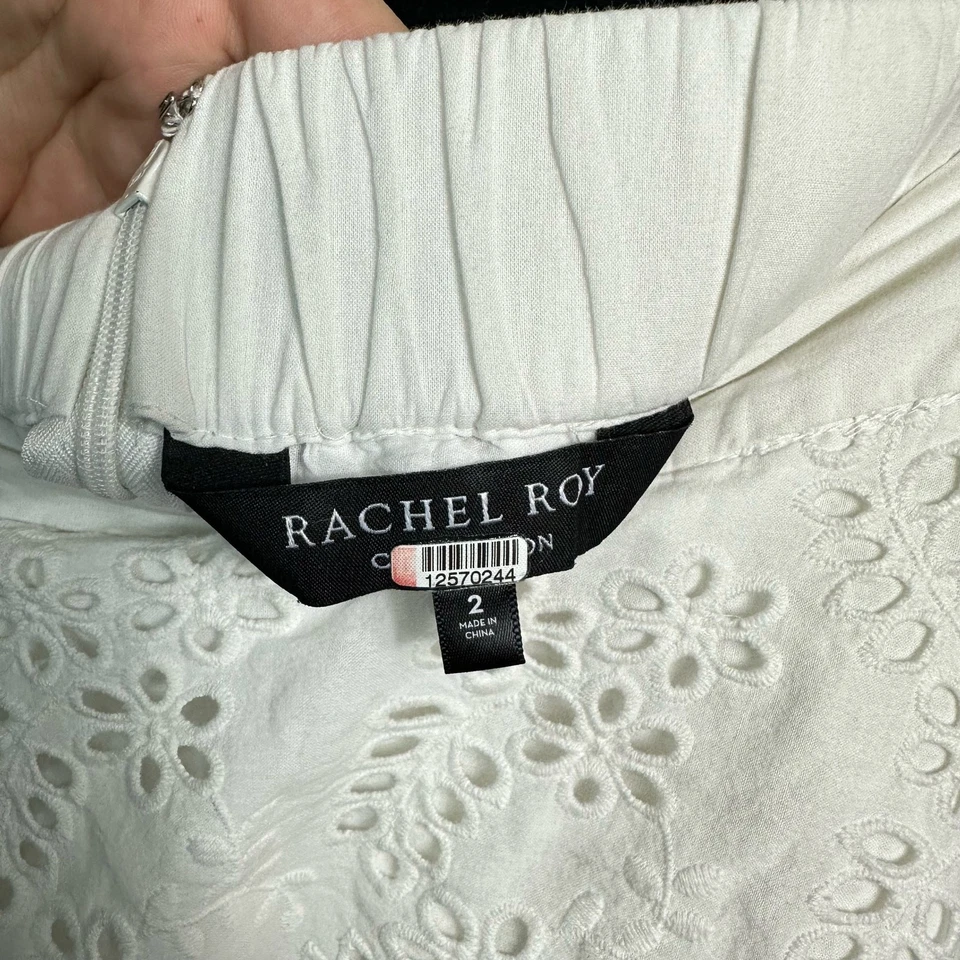 RACHEL ROY
12570244
2
MADE IN
CHINA